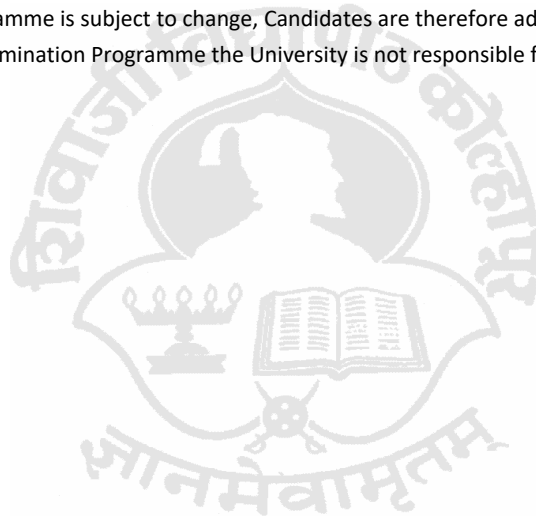 amme is subject to change, Candidates are therefore ad
mination Programme the University is not responsible f
शिवाजी विद्यापीठ कोल्हापूर
ज्ञानमेवामृतम्